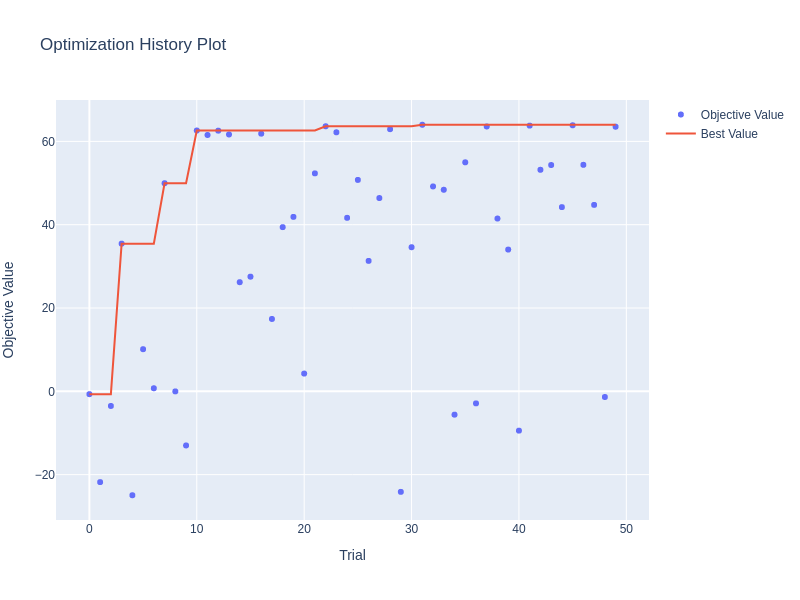 Optimization History Plot
Objective Value
Best Value
60
40
20
0
−20
Objective Value
0 10 20 30 40 50
Trial